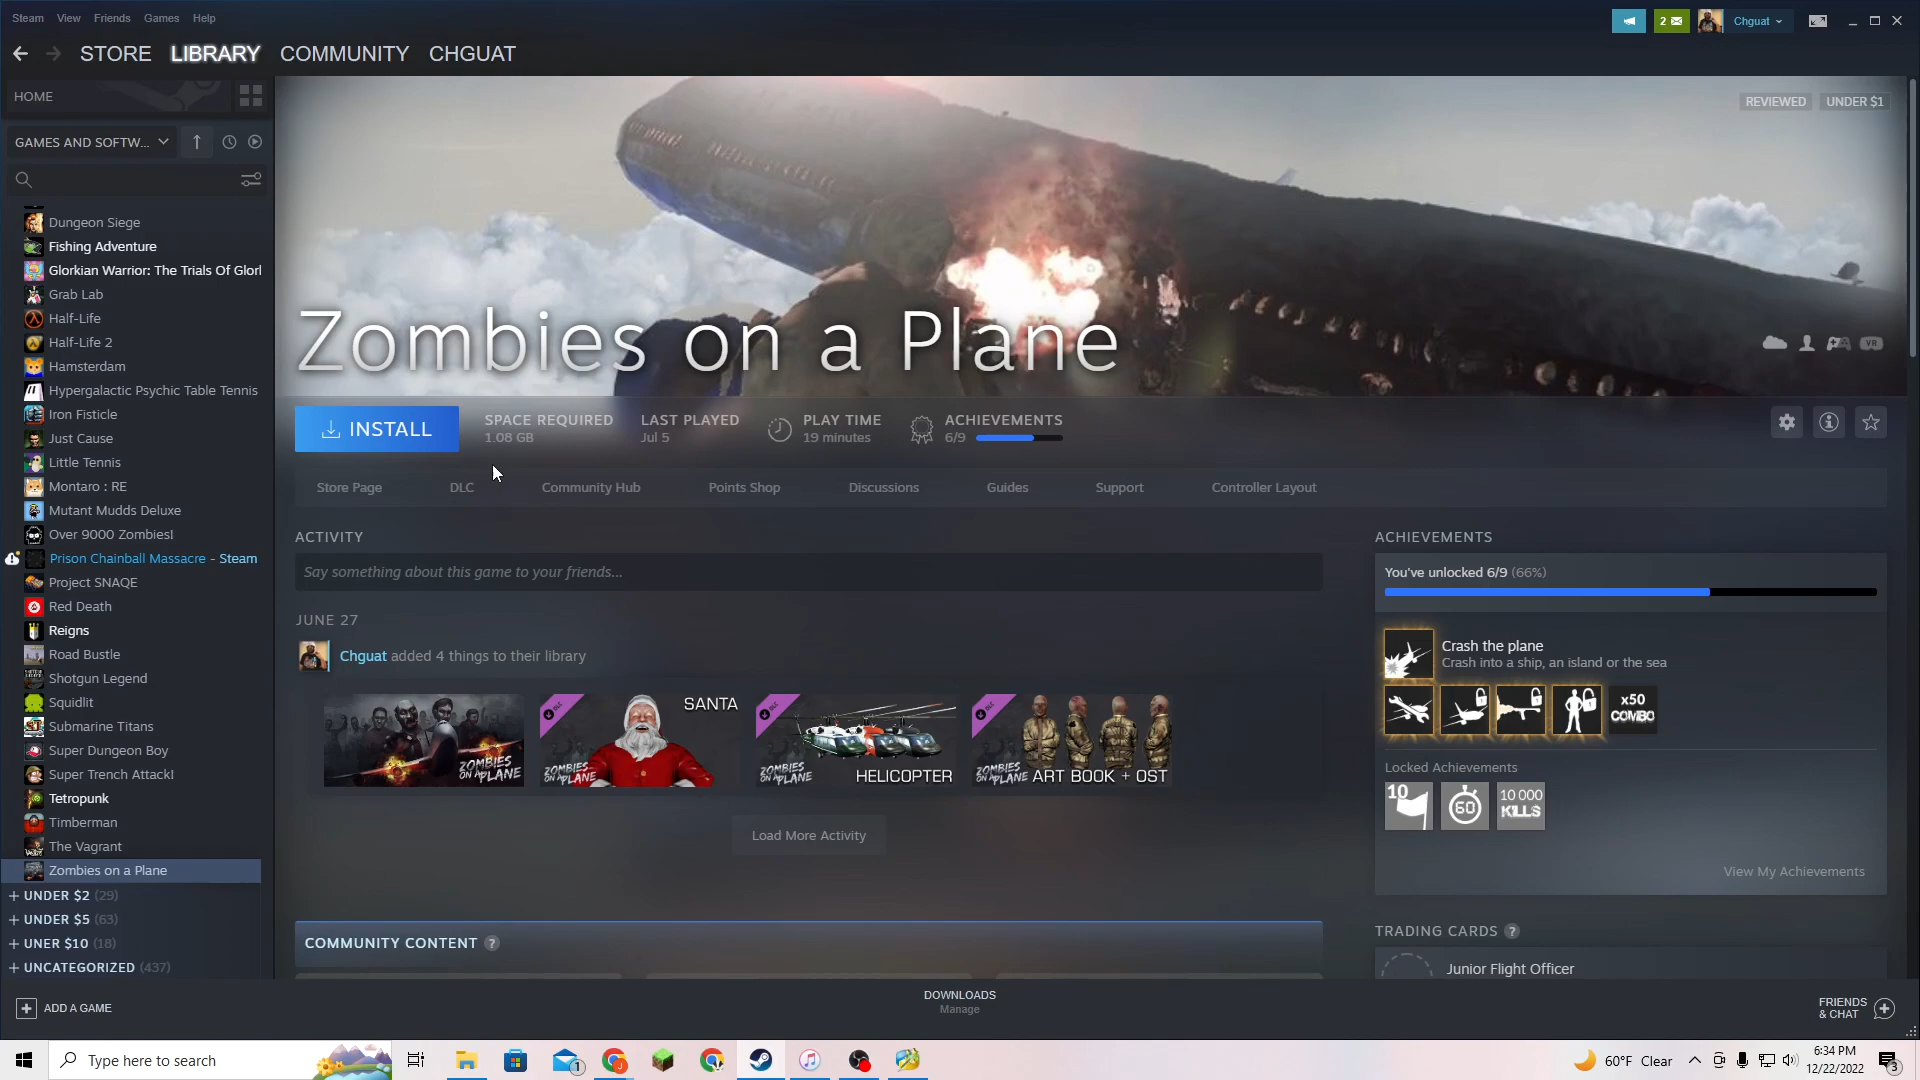 Steam View Friends Games Help
2
Chguat
STORE LIBRARY COMMUNITY CHGUAT
HOME
GAMES AND SOFTW...
Dungeon Siege
Fishing Adventure
Glorkian Warrior: The Trials Of Glorl
Grab Lab
Half-Life
Half-Life 2
Hamsterdam
Hypergalactic Psychic Table Tennis
Iron Fisticle
Just Cause
Little Tennis
Montaro : RE
Mutant Mudds Deluxe
Over 9000 Zombies!
Prison Chainball Massacre - Steam
Project SNAQE
Red Death
Reigns
Road Bustle
Shotgun Legend
Squidlit
Submarine Titans
Super Dungeon Boy
Super Trench Attack!
Tetropunk
Timberman
The Vagrant
Zombies on a Plane
UNDER $2 (29)
UNDER $5 (63)
UNER $10 (18)
UNCATEGORIZED (437)
ADD A GAME
REVIEWED UNDER $1
Zombies on a Plane
VR
INSTALL
SPACE REQUIRED
1.08 GB
LAST PLAYED
Jul 5
PLAY TIME
19 minutes
ACHIEVEMENTS
6/9
Store Page DLC Community Hub Points Shop Discussions Guides Support Controller Layout
ACTIVITY
Say something about this game to your friends...
JUNE 27
Chguat added 4 things to their library
ZOMBIES
ON A PLANE
SANTA
ZOMBIES
ON A PLANE
HELICOPTER
ZOMBIES
ON A PLANE
ART BOOK + OST
ZOMBIES
ON A PLANE
Load More Activity
COMMUNITY CONTENT ?
ACHIEVEMENTS
You've unlocked 6/9 (66%)
Crash the plane
Crash into a ship, an island or the sea
x50
COMBO
Locked Achievements
10
60
10 000
KILLS
View My Achievements
TRADING CARDS ?
Junior Flight Officer
DOWNLOADS
Manage
FRIENDS
& CHAT
Type here to search
1
J
60°F Clear
6:34 PM
12/22/2022
3